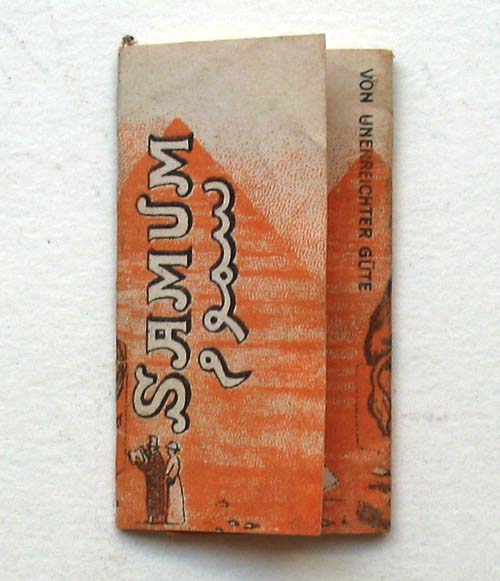 SAMUM
سموم
VON UNERREICHTER GÜTE